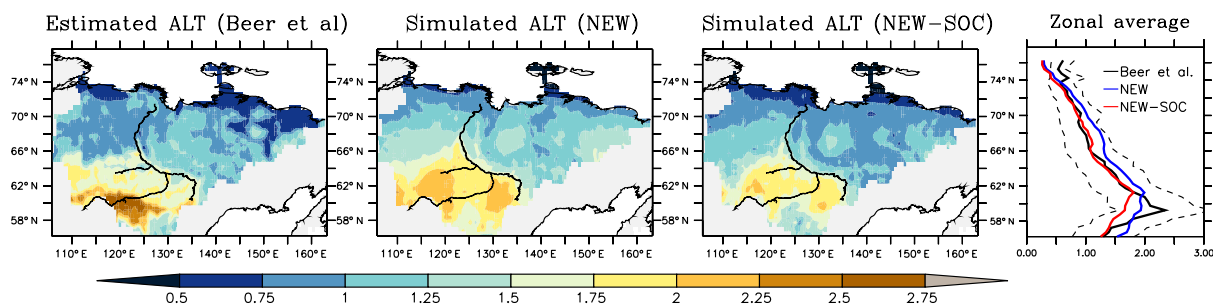 Estimated ALT (Beer et al)
Simulated ALT (NEW)
Simulated ALT (NEW-SOC)
Zonal average
74°N
70°N
66°N
62°N
58°N
110°E 120°E 130°E 140°E 150°E 160°E
74°N
70°N
66°N
62°N
58°N
110°E 120°E 130°E 140°E 150°E 160°E
74°N
70°N
66°N
62°N
58°N
110°E 120°E 130°E 140°E 150°E 160°E
74°N
70°N
66°N
62°N
58°N
Beer et al.
NEW
NEW-SOC
0.00 1.00 2.00 3.00
0.5 0.75 1 1.25 1.5 1.75 2 2.25 2.5 2.75